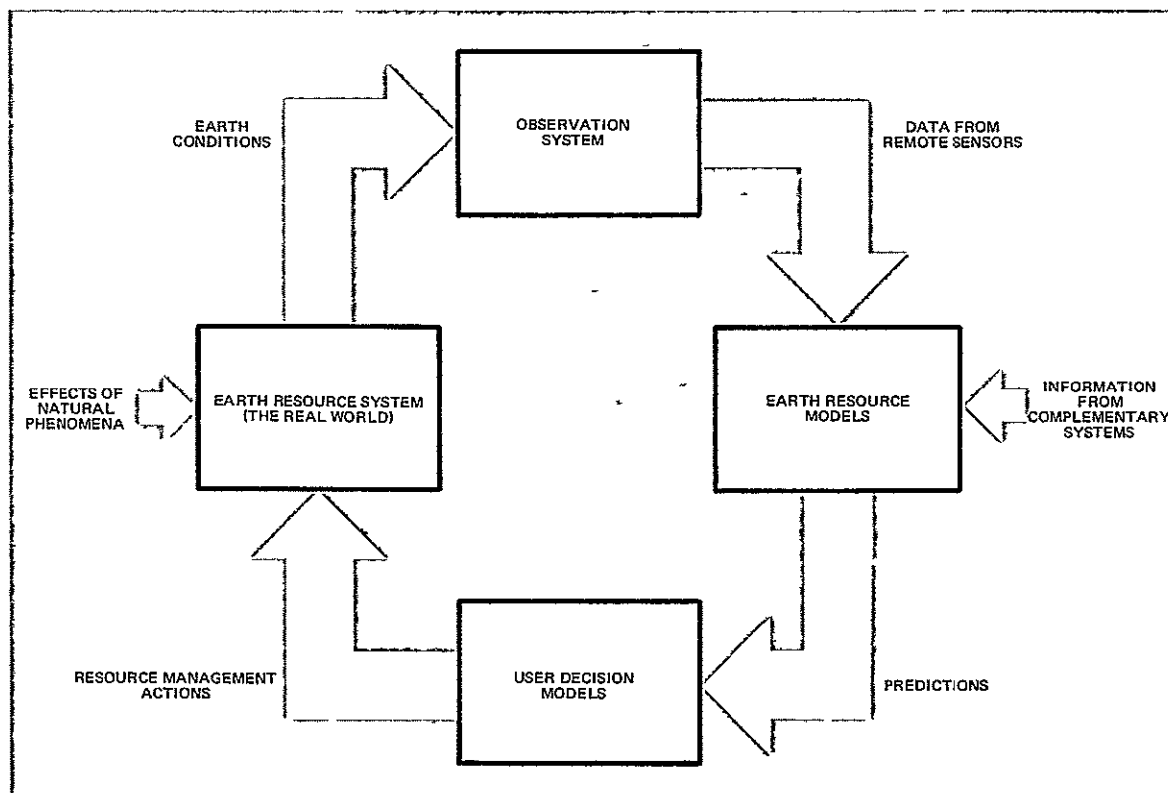 OBSERVATION
SYSTEM
EARTH
CONDITIONS
DATA FROM
REMOTE SENSORS
EFFECTS OF
NATURAL
PHENOMENA
EARTH RESOURCE SYSTEM
(THE REAL WORLD)
EARTH RESOURCE
MODELS
INFORMATION
FROM
COMPLEMENTARY
SYSTEMS
RESOURCE MANAGEMENT
ACTIONS
USER DECISION
MODELS
PREDICTIONS